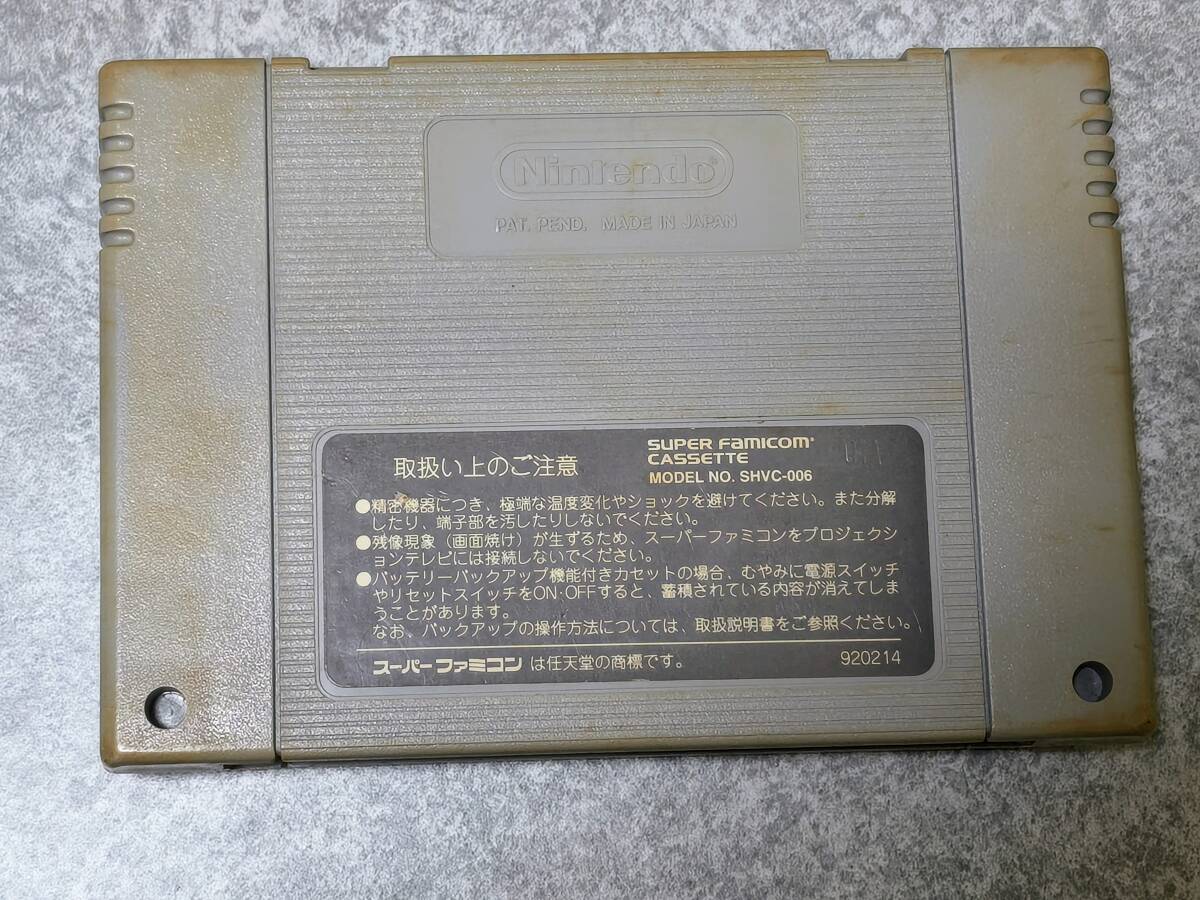 Nintendo®
PAT. PEND. MADE IN JAPAN
取扱い上のご注意
SUPER FAMICOM®
CASSETTE
MODEL NO. SHVC-006
●精密機器につき、極端な温度変化やショックを避けてください。また分解
したり、端子部を汚したりしないでください。
●残像現象（画面焼け）が生ずるため、スーパーファミコンをプロジェクシ
ョンテレビには接続しないでください。
●バッテリーバックアップ機能付きカセットの場合、むやみに電源スイッチ
やリセットスイッチをON・OFFすると、蓄積されている内容が消えてしま
うことがあります。
なお、バックアップの操作方法については、取扱説明書をご参照ください。
スーパーファミコン は任天堂の商標です。
920214